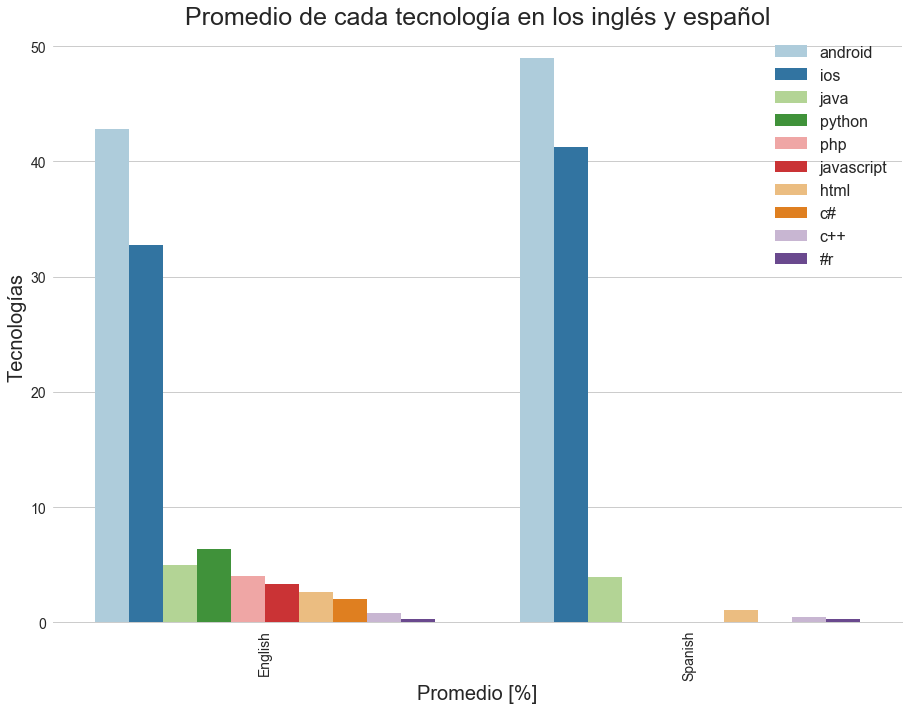 Promedio de cada tecnología en los inglés y español
50
40
30
20
10
0
Tecnologías
android
ios
java
python
php
javascript
html
c#
c++
#r
English
Spanish
Promedio [%]